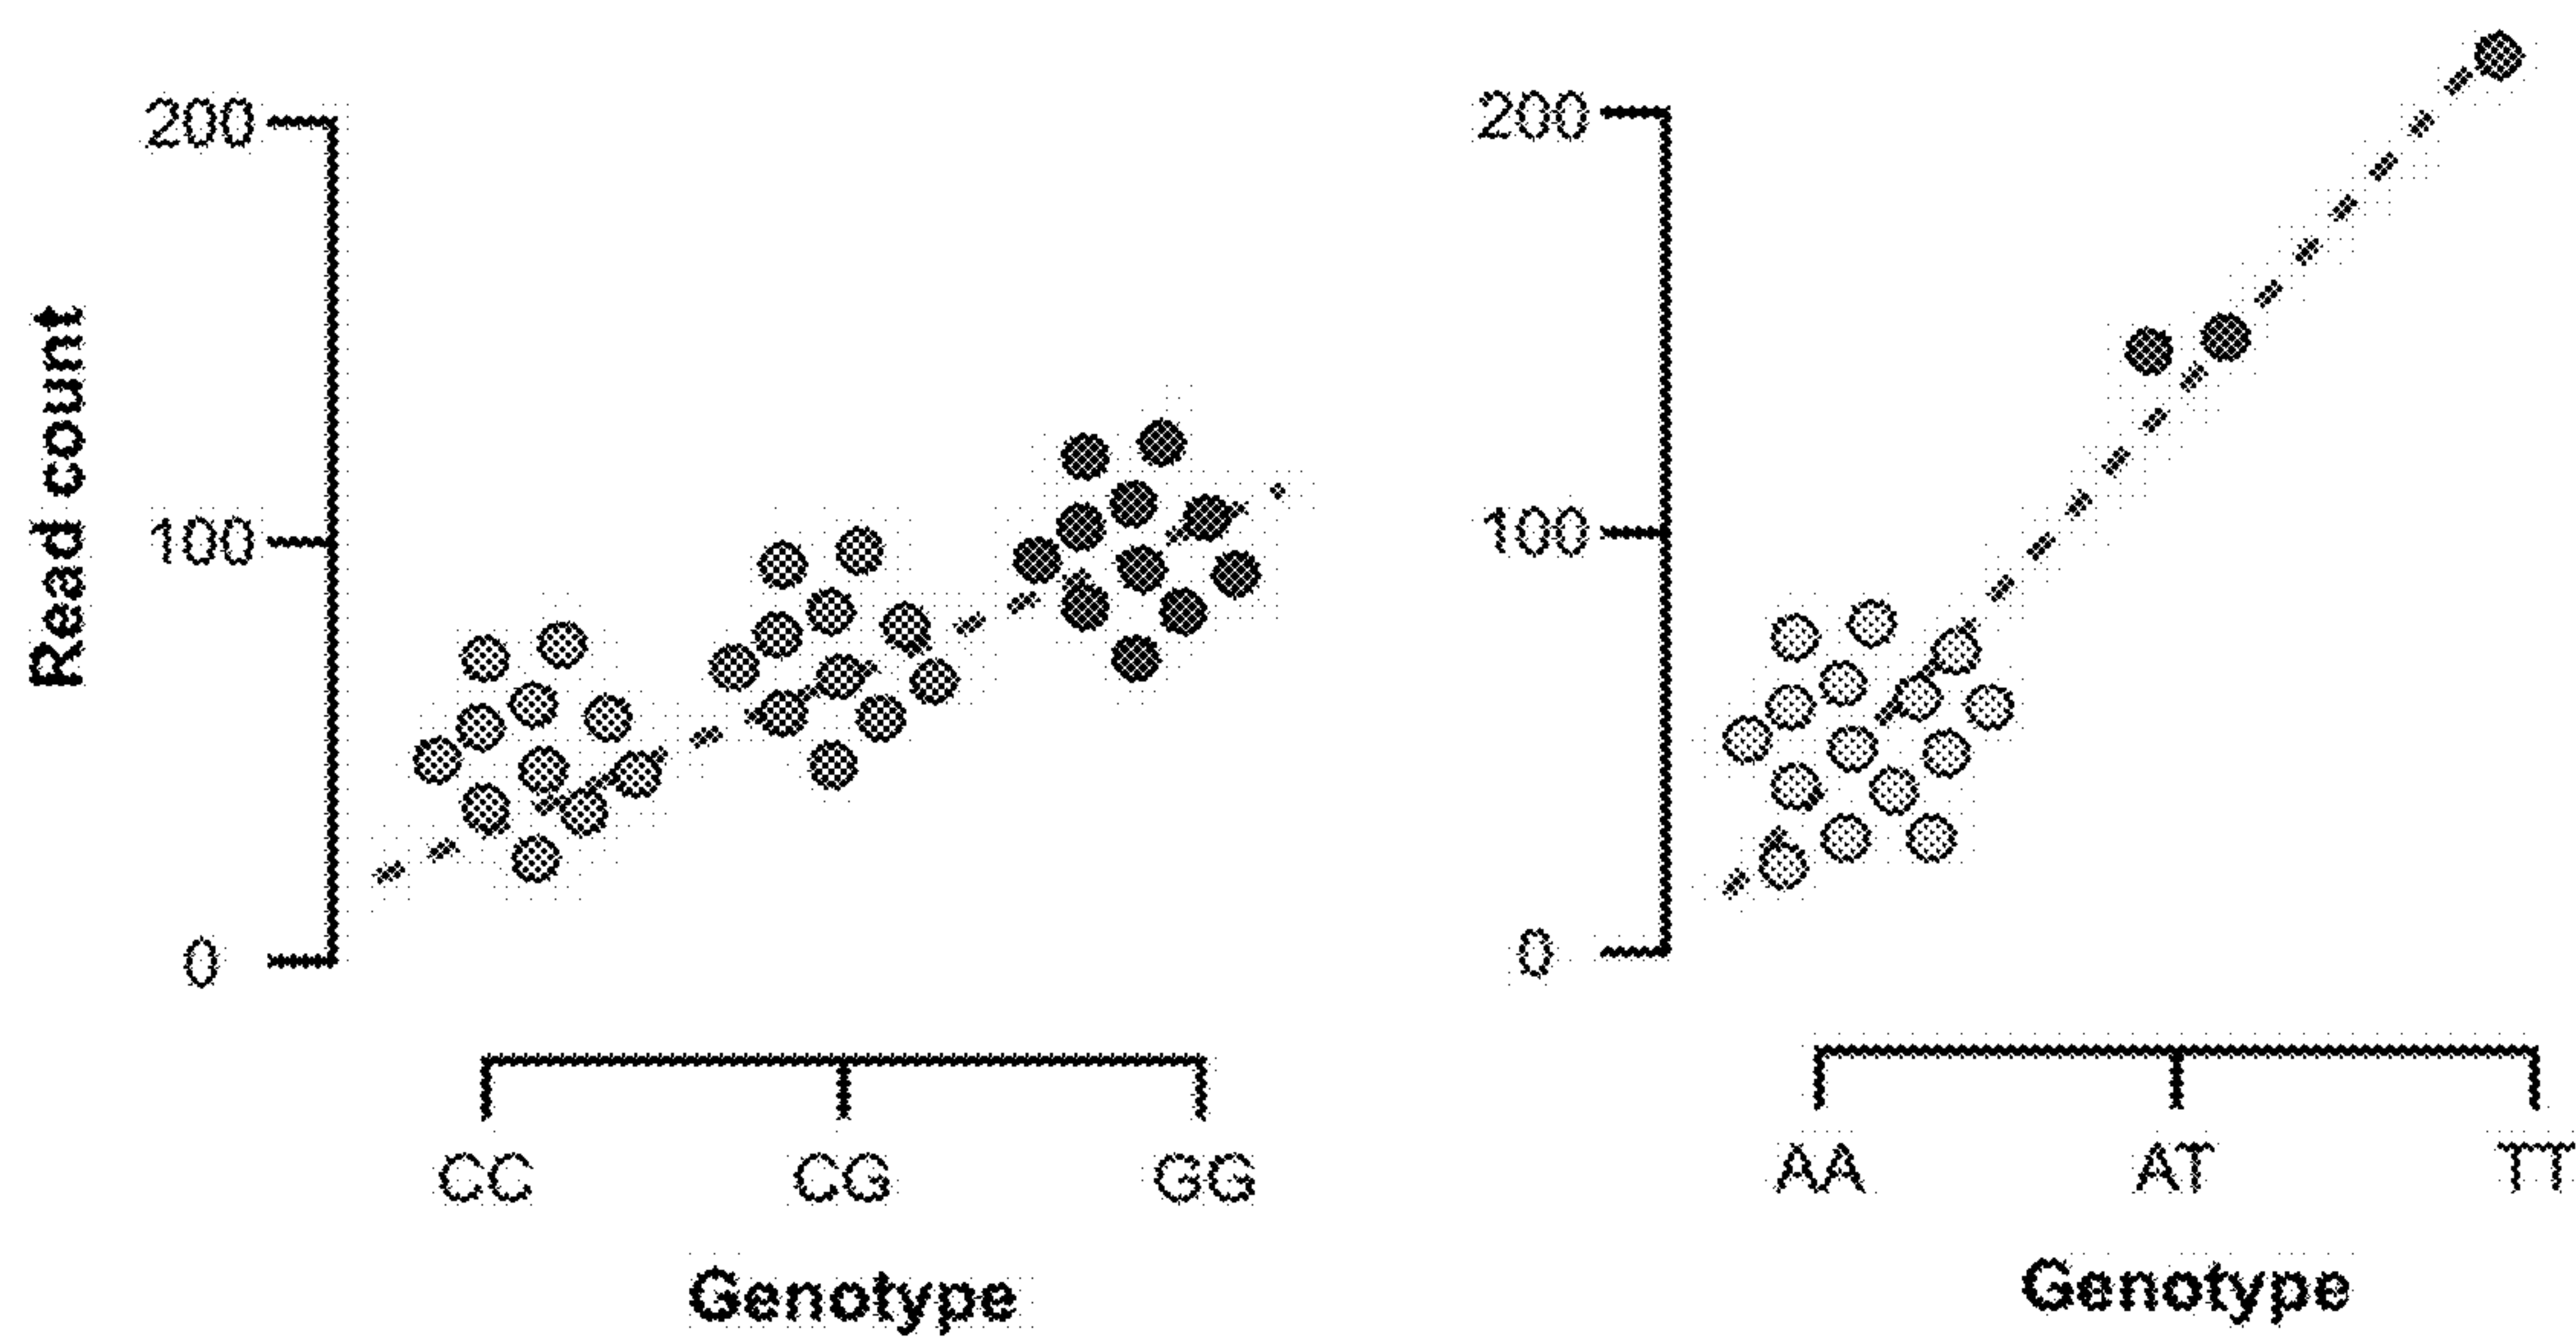 Read count
200
100
0
CC CG GG
Genotype
200
100
0
AA AT TT
Genotype